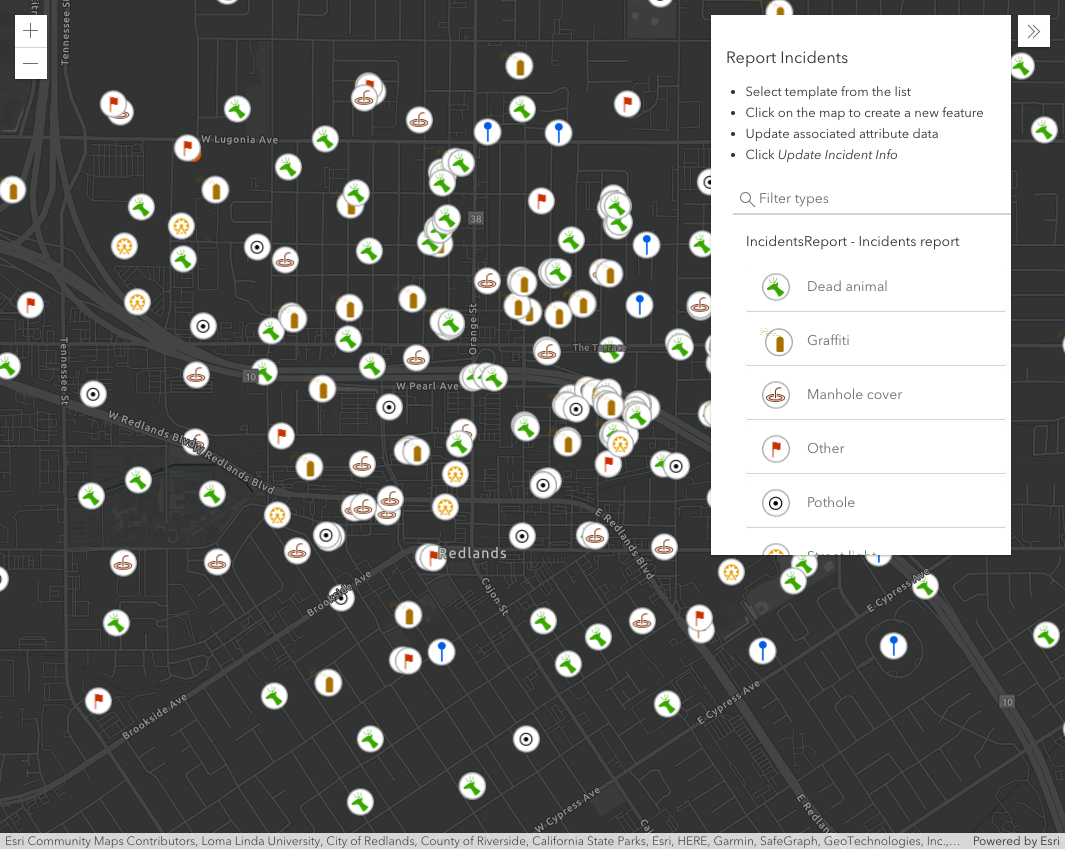 Tennessee St
W Lugonia Ave
38
Orange St
The Terrace
10
Tennessee St
W Pearl Ave
W Redlands Blvd
W Redlands Blvd
E Redlands Blvd
Redlands
Brookside Ave
Cajon St
E Cypress Ave
E Cypress Ave
Brookside Ave
10
W Cypress Ave
Report Incidents
Select template from the list
Click on the map to create a new feature
Update associated attribute data
Click Update Incident Info
Filter types
IncidentsReport - Incidents report
Dead animal
Graffiti
Manhole cover
Other
Pothole
Esri Community Maps Contributors, Loma Linda University, City of Redlands, County of Riverside, California State Parks, Esri, HERE, Garmin, SafeGraph, GeoTechnologies, Inc.,...
Powered by Esri